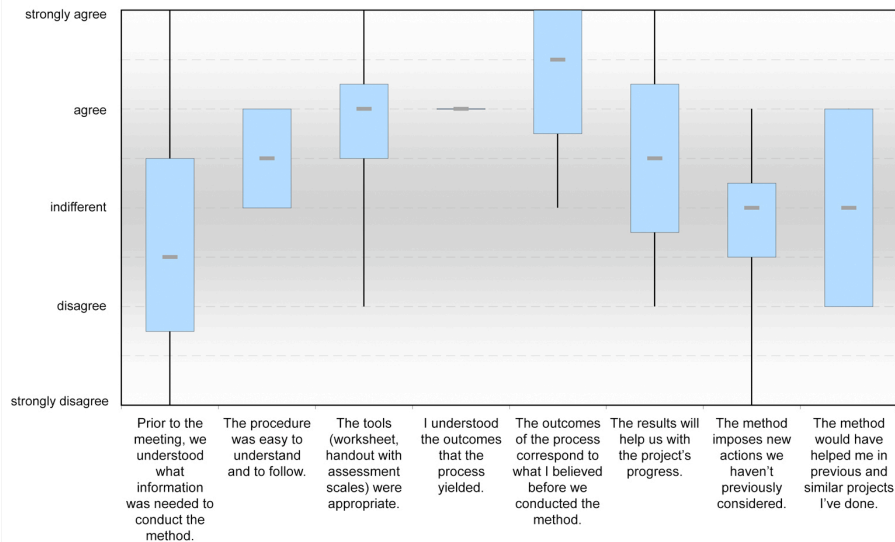 strongly agree
agree
indifferent
disagree
strongly disagree
Prior to the
meeting, we
understood
what
information
was needed to
conduct the
method.
The procedure
was easy to
understand
and to follow.
The tools
(worksheet,
handout with
assessment
scales) were
appropriate.
I understood
the outcomes
that the
process
yielded.
The outcomes
of the process
correspond to
what I believed
before we
conducted the
method.
The results will
help us with
the project’s
progress.
The method
imposes new
actions we
haven’t
previously
considered.
The method
would have
helped me in
previous and
similar projects
I’ve done.